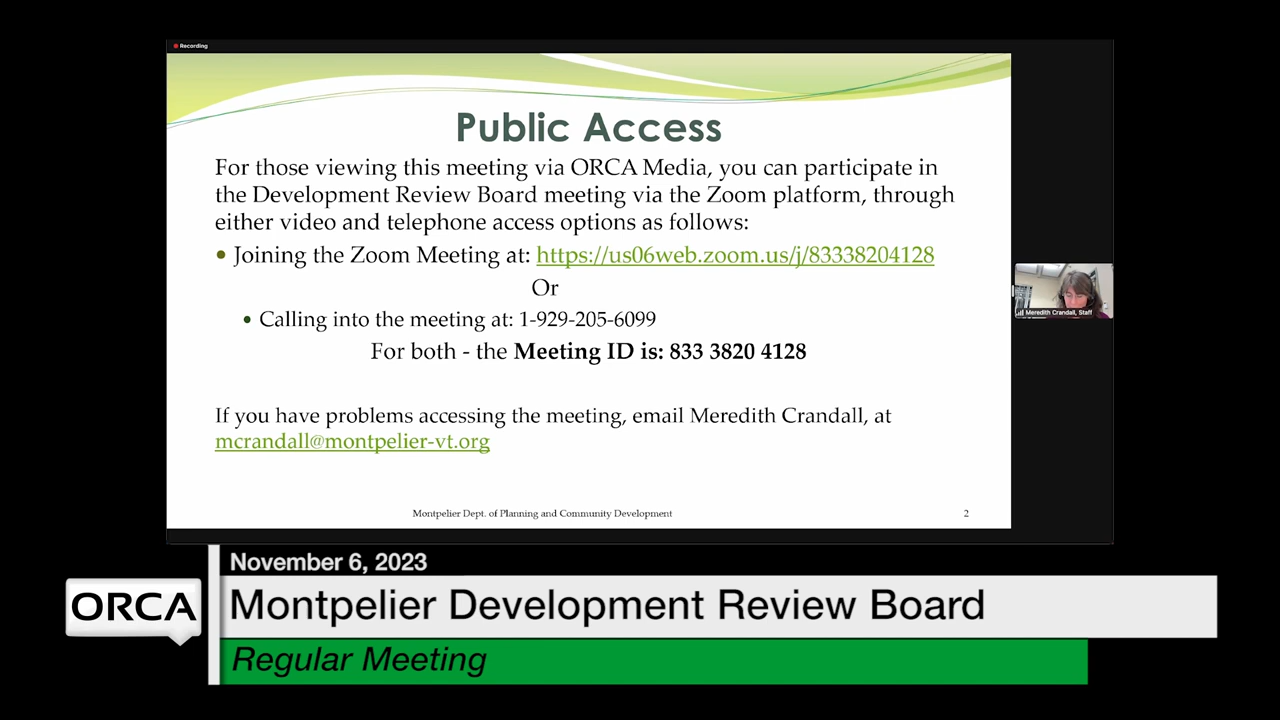 Recording
Public Access
For those viewing this meeting via ORCA Media, you can participate in
the Development Review Board meeting via the Zoom platform, through
either video and telephone access options as follows:
• Joining the Zoom Meeting at: https://us06web.zoom.us/j/83338204128
Or
• Calling into the meeting at: 1-929-205-6099
For both - the Meeting ID is: 833 3820 4128
If you have problems accessing the meeting, email Meredith Crandall, at
mcrandall@montpelier-vt.org
Montpelier Dept. of Planning and Community Development 2
Meredith Crandall, Staff
November 6, 2023
ORCA
Montpelier Development Review Board
Regular Meeting